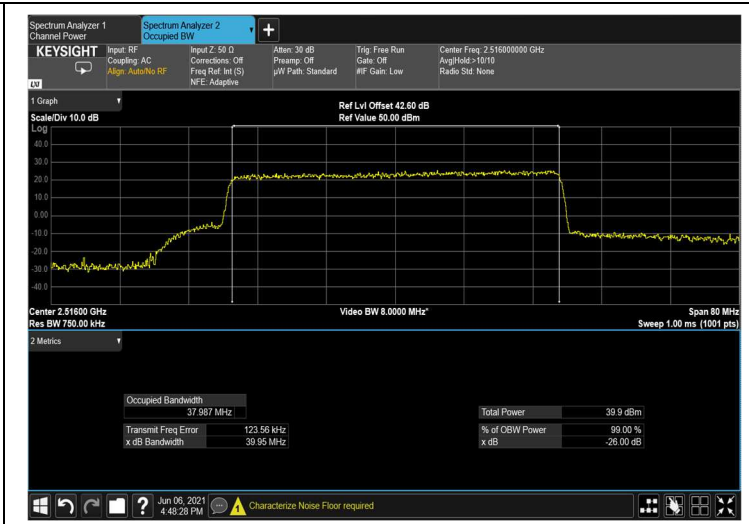 Spectrum Analyzer 1
Channel Power
Spectrum Analyzer 2
Occupied BW
KEYSIGHT
LXI
Input: RF
Coupling: AC
Align: Auto/No RF
Input Z: 50 Ω
Corrections: Off
Freq Ref: Int (S)
NFE: Adaptive
Atten: 30 dB
Preamp: Off
µW Path: Standard
Trig: Free Run
Gate: Off
#IF Gain: Low
Center Freq: 2.516000000 GHz
Avg|Hold:>10/10
Radio Std: None
1 Graph
Scale/Div 10.0 dB
Ref Lvl Offset 42.60 dB
Ref Value 50.00 dBm
Log
40.0
30.0
20.0
10.0
0.00
-10.0
-20.0
-30.0
-40.0
Center 2.51600 GHz
Res BW 750.00 kHz
Video BW 8.0000 MHz*
Span 80 MHz
Sweep 1.00 ms (1001 pts)
2 Metrics
Occupied Bandwidth
37.987 MHz
Transmit Freq Error 123.56 kHz
x dB Bandwidth 39.95 MHz
Total Power 39.9 dBm
% of OBW Power 99.00 %
x dB -26.00 dB
?
Jun 06, 2021
4:48:28 PM
1
Characterize Noise Floor required